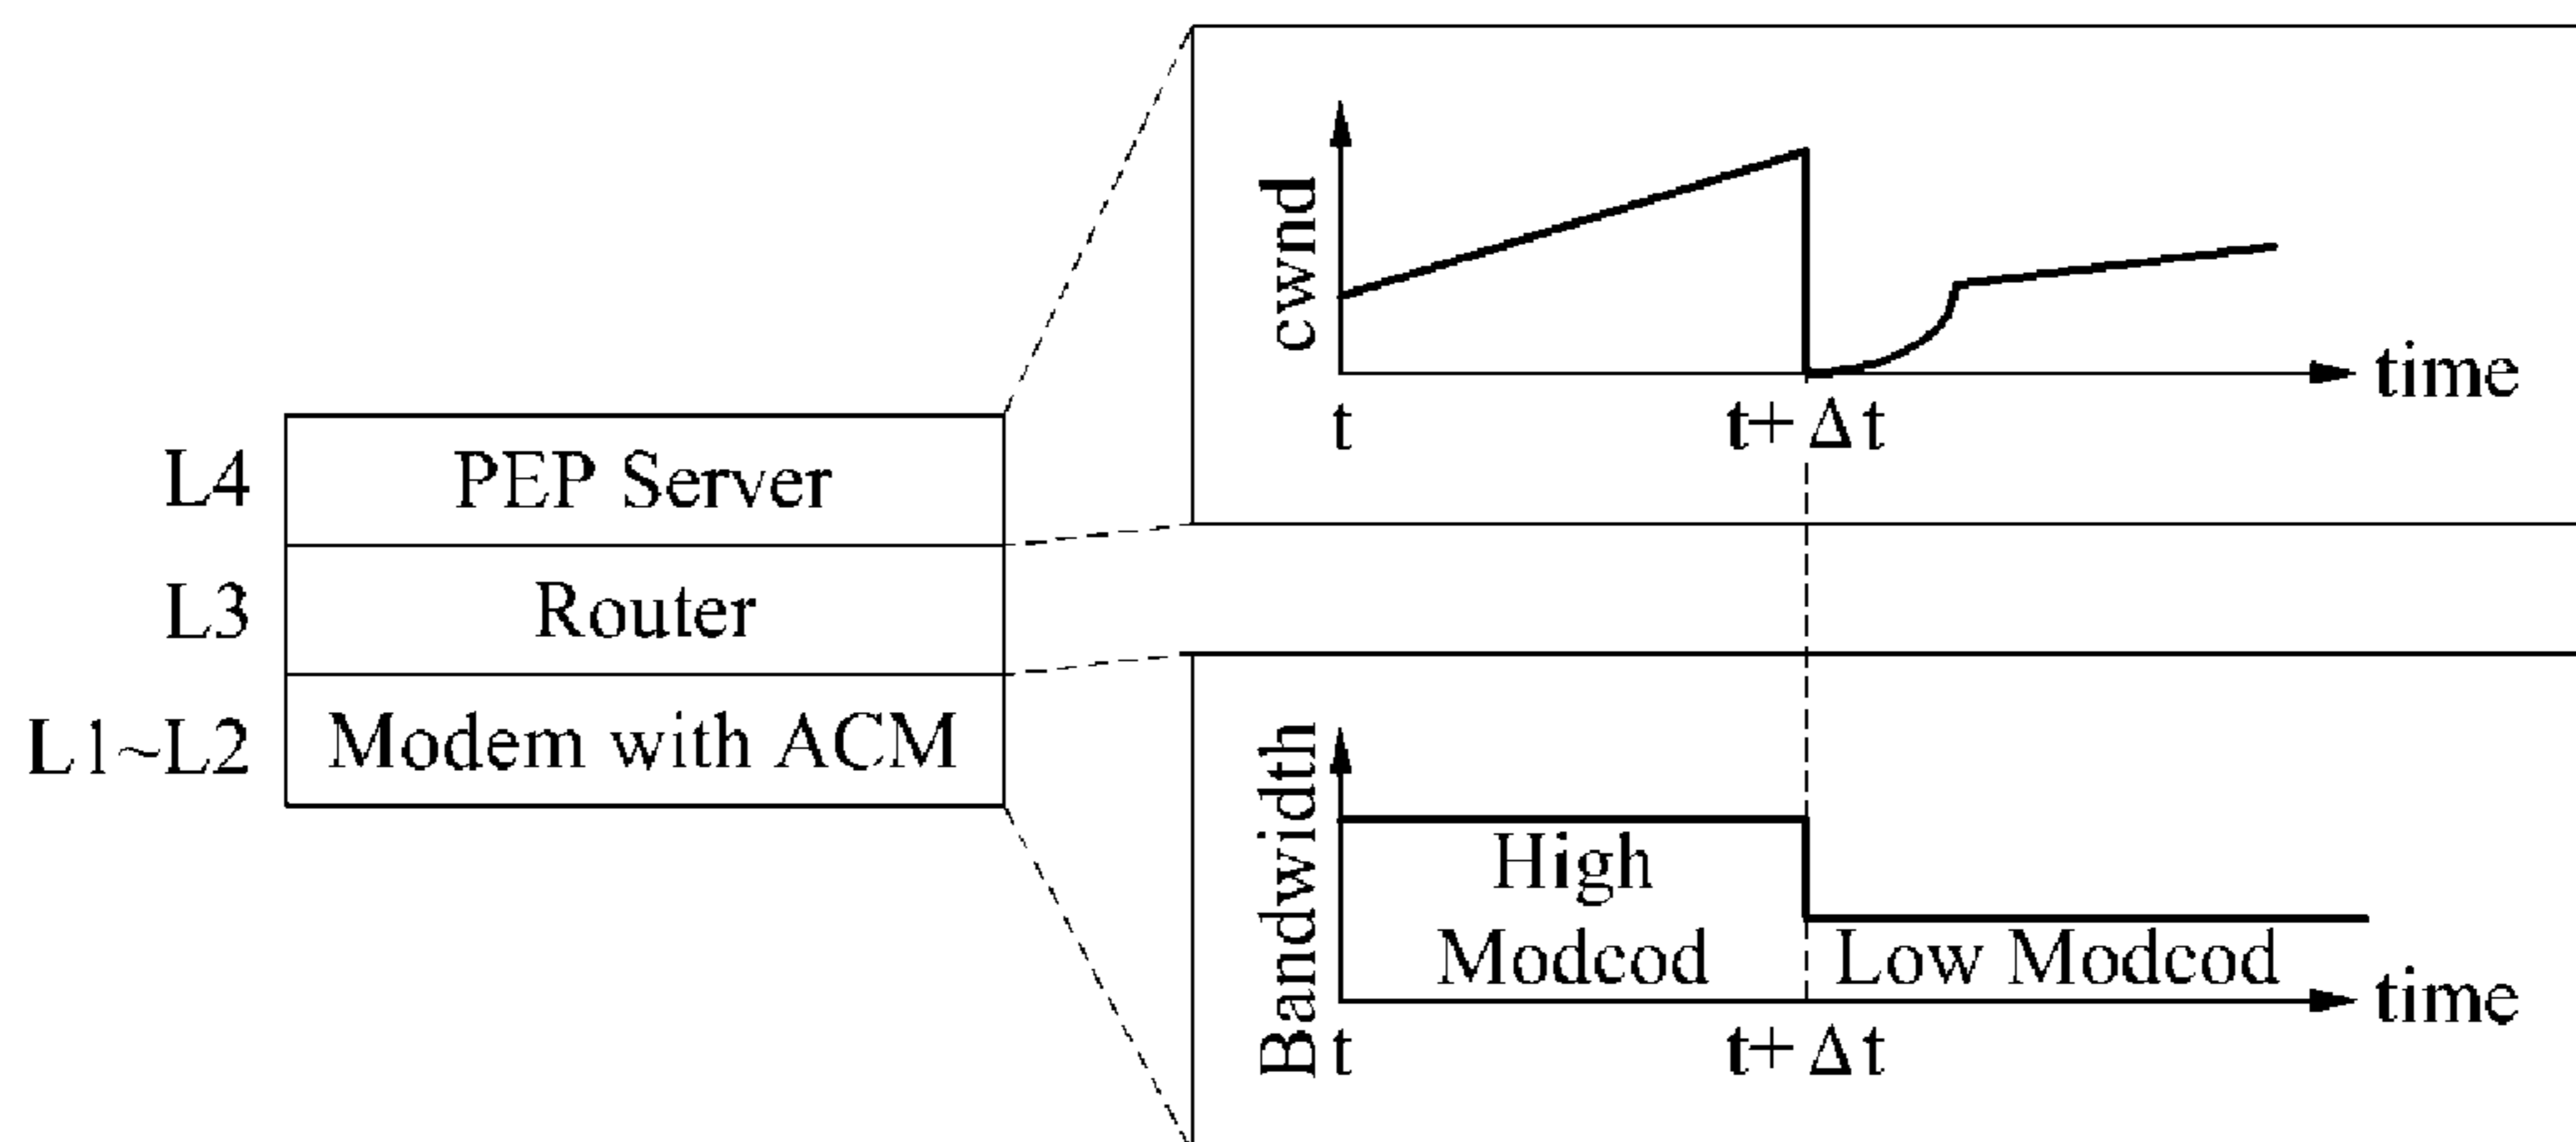 L4
PEP Server
L3
Router
L1~L2
Modem with ACM
cwnd
time
t
t+ Δt
Bandwidth
High
Modcod
Low Modcod
time
t
t+ Δt